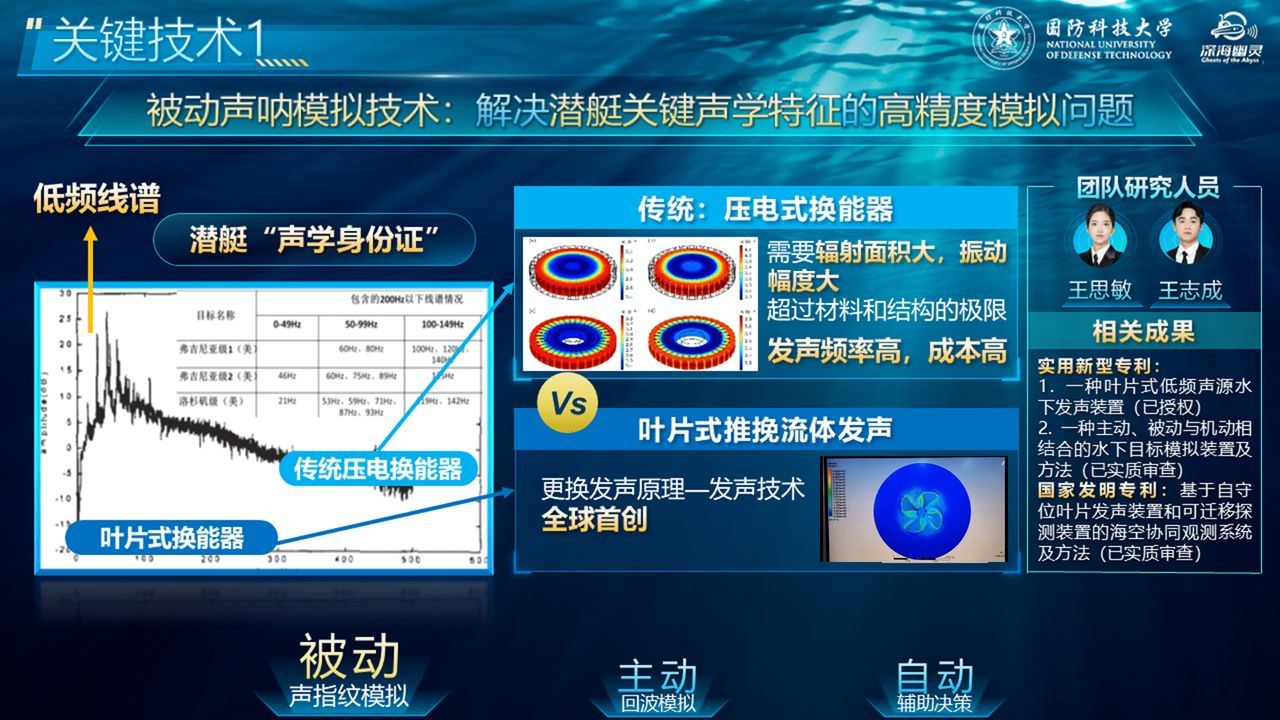 关键技术1
国防科技大学
NATIONAL UNIVERSITY
OF DEFENSE TECHNOLOGY
深海幽灵
Ghosts of the Abyss
被动声呐模拟技术：解决潜艇关键声学特征的高精度模拟问题
低频线谱
潜艇“声学身份证”
目标名称
包含的200Hz以下线谱情况
0-49Hz 50-99Hz 100-149Hz
弗吉尼亚级1（美） 60Hz、80Hz 100Hz、120Hz、
140Hz
弗吉尼亚级2（美） 46Hz 60Hz、75Hz、89Hz
洛杉矶级（美） 21Hz 53Hz、59Hz、71Hz、 119Hz、142Hz
87Hz、93Hz
传统压电换能器
叶片式换能器
0 100 200 300 400 500 600
传统：压电式换能器
需要辐射面积大，振动
幅度大
超过材料和结构的极限
发声频率高，成本高
Vs
叶片式推挽流体发声
更换发声原理—发声技术
全球首创
团队研究人员
王思敏 王志成
相关成果
实用新型专利：
1. 一种叶片式低频声源水
下发声装置（已授权）
2. 一种主动、被动与机动相
结合的水下目标模拟装置及
方法（已实质审查）
国家发明专利：基于自守
位叶片发声装置和可迁移探
测装置的海空协同观测系统
及方法（已实质审查）
被动
声指纹模拟
主动
回波模拟
自动
辅助决策